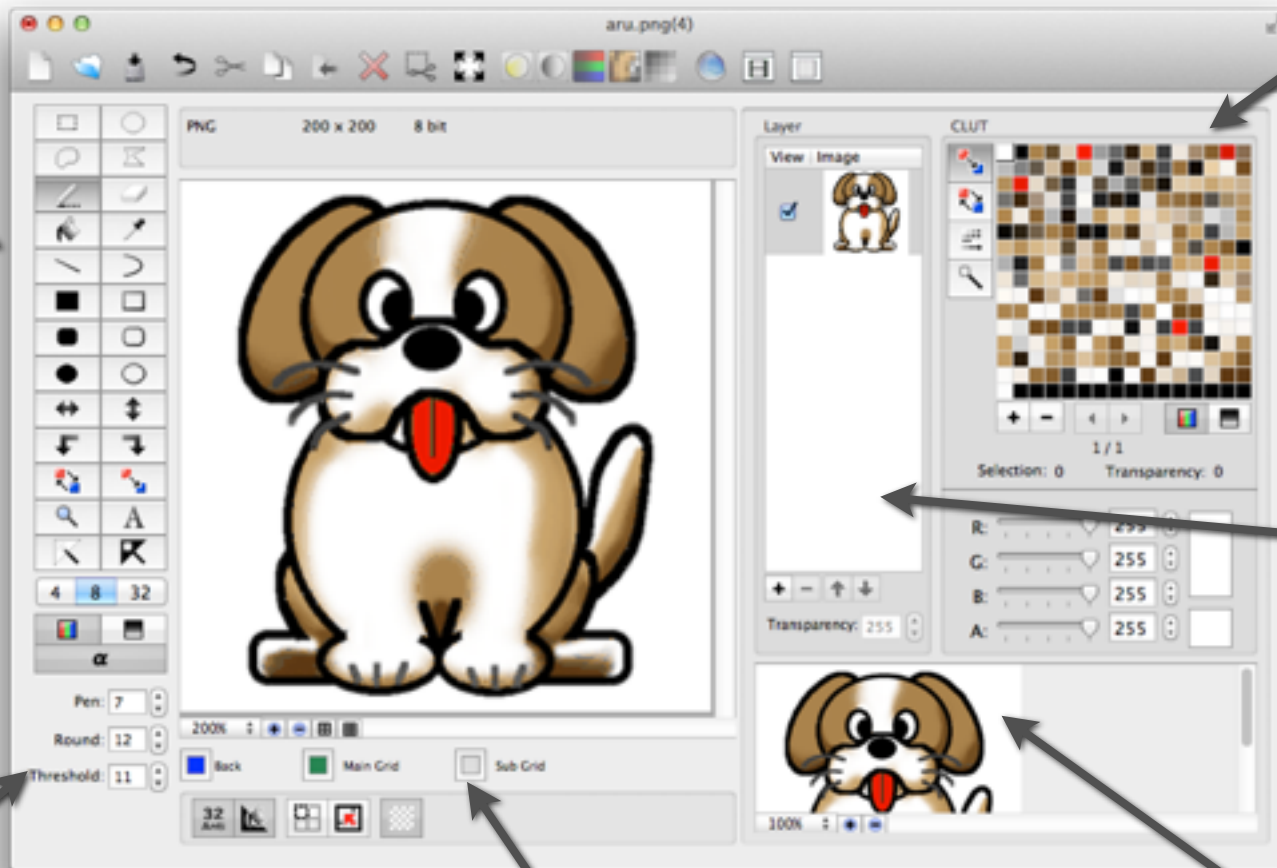 aru.png(4)
PNG 200 x 200 8 bit
Layer
View Image
CLUT
1 / 1
Selection: 0 Transparency: 0
R: 255
G: 255
B: 255
A: 255
Transparency: 255
A
4 8 32
α
Pen: 7
Round: 12
Threshold: 11
200%
Back Main Grid Sub Grid
32
Anti
100%